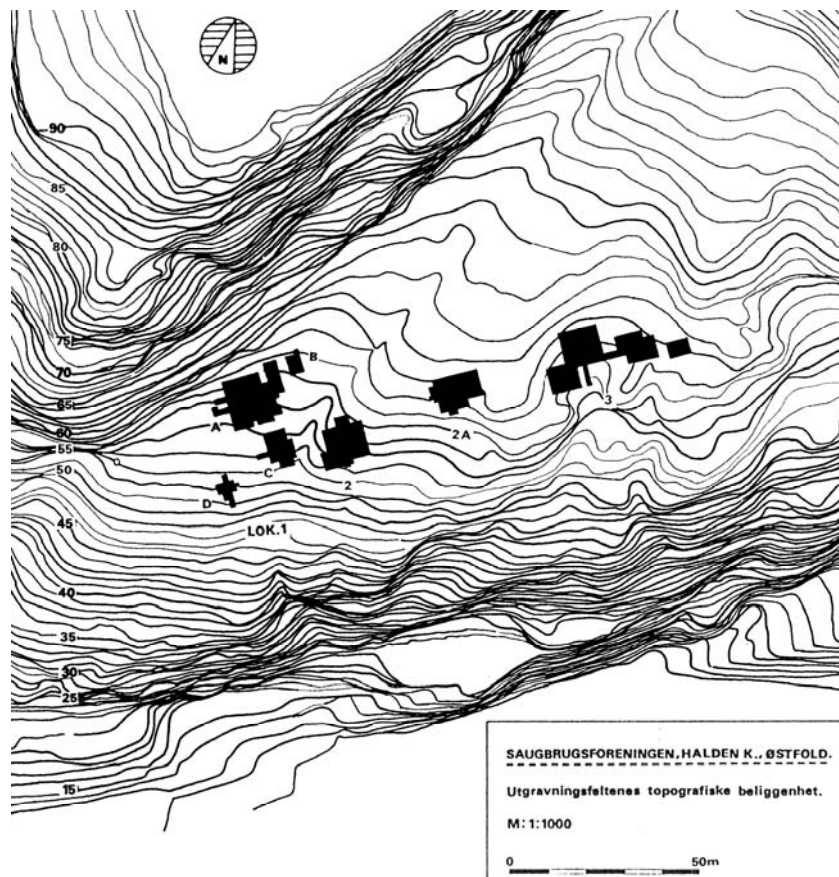 N
90
85
80
75
70
65
60
55
50
45
40
35
30
25
15
B
A
C
D
2
2A
3
LOK.1
SAUGBRUGSFORENINGEN, HALDEN K., ØSTFOLD.
Utgravningsfeltenes topografiske beliggenhet.
M: 1:1000
0 50m